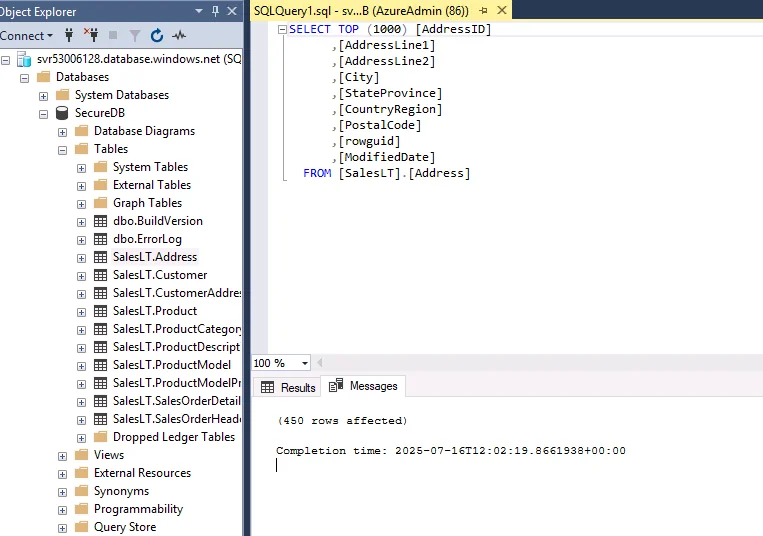 Object Explorer
Connect
svr53006128.database.windows.net (SQ
Databases
System Databases
SecureDB
Database Diagrams
Tables
System Tables
External Tables
Graph Tables
dbo.BuildVersion
dbo.ErrorLog
SalesLT.Address
SalesLT.Customer
SalesLT.CustomerAddre
SalesLT.Product
SalesLT.ProductCategory
SalesLT.ProductDescript
SalesLT.ProductModel
SalesLT.ProductModelPr
SalesLT.SalesOrderDetail
SalesLT.SalesOrderHead
Dropped Ledger Tables
Views
External Resources
Synonyms
Programmability
Query Store
SQLQuery1.sql - sv...B (AzureAdmin (86))
SELECT TOP (1000) [AddressID]
,[AddressLine1]
,[AddressLine2]
,[City]
,[StateProvince]
,[CountryRegion]
,[PostalCode]
,[rowguid]
,[ModifiedDate]
FROM [SalesLT].[Address]
100 %
Results Messages
(450 rows affected)
Completion time: 2025-07-16T12:02:19.8661938+00:00